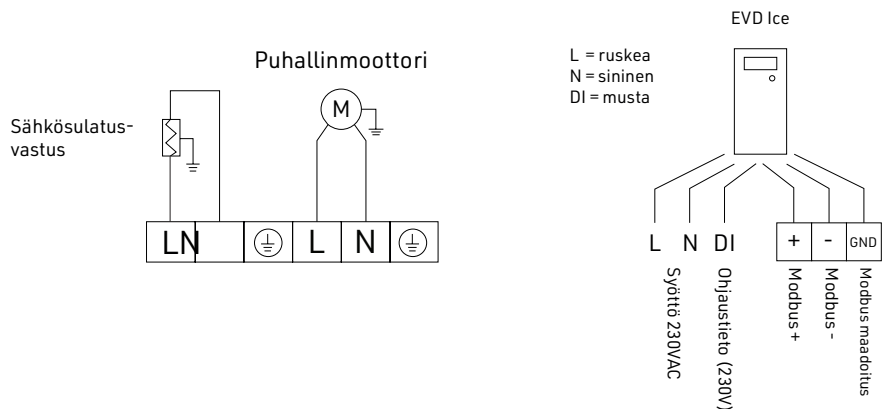 EVD Ice
Puhallinmoottori
L = ruskea
N = sininen
DI = musta
M
Sähkösulatus-
vastus
LN L N
L N DI + - GND
Syöttö 230VAC
Ohjaustieto (230V)
Modbus +
Modbus -
Modbus maadoitus